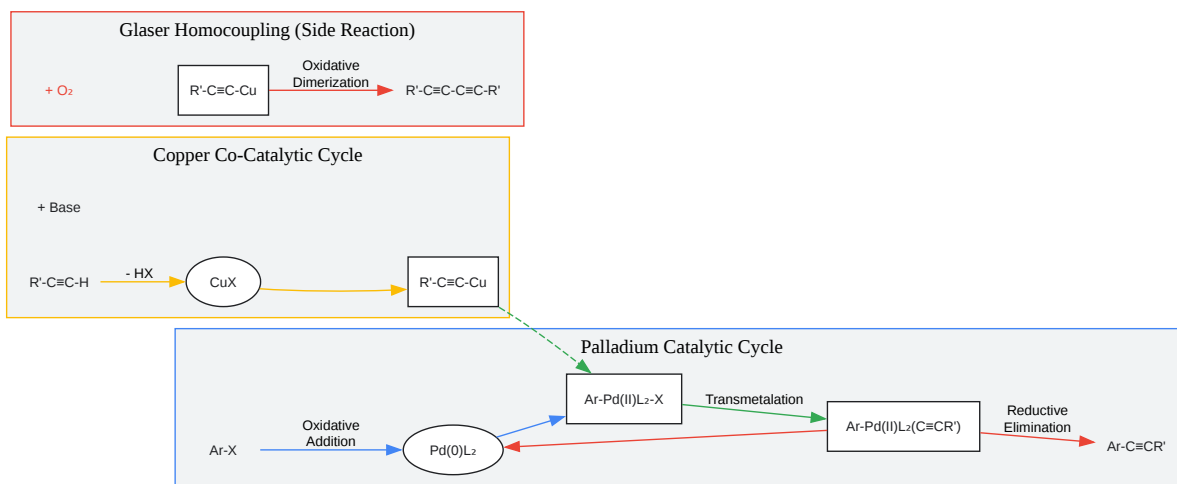 Glaser Homocoupling (Side Reaction)
+ O₂
R'-C≡C-Cu
Oxidative
Dimerization
R'-C≡C-C≡C-R'
Copper Co-Catalytic Cycle
+ Base
R'-C≡C-H
- HX
CuX
R'-C≡C-Cu
Palladium Catalytic Cycle
Ar-X
Oxidative
Addition
Pd(0)L₂
Ar-Pd(II)L₂-X
Transmetalation
Ar-Pd(II)L₂(C≡CR')
Reductive
Elimination
Ar-C≡CR'